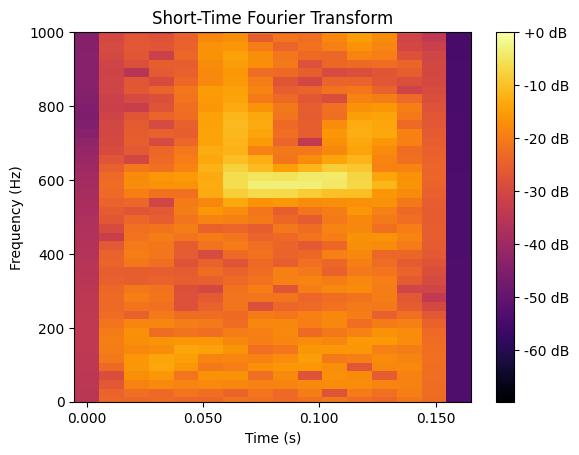 Short-Time Fourier Transform
1000
800
600
400
200
0
Frequency (Hz)
0.000
0.050
0.100
0.150
Time (s)
+0 dB
-10 dB
-20 dB
-30 dB
-40 dB
-50 dB
-60 dB